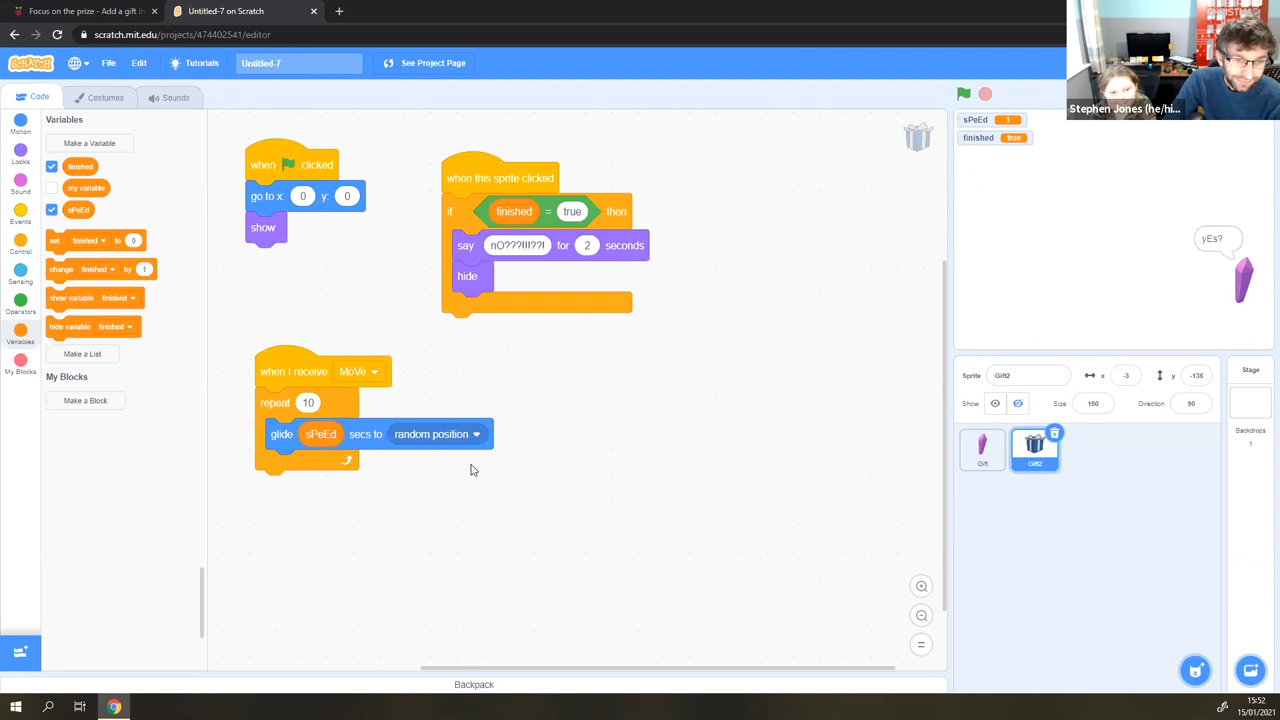 Focus on the prize - Add a gift in
Untitled-7 on Scratch
scratch.mit.edu/projects/474402541/editor
SCRATCH
File
Edit
Tutorials
Untitled-7
See Project Page
Stephen Jones (he/hi...
Code
Costumes
Sounds
Motion
Looks
Sound
Events
Control
Sensing
Operators
Variables
My Blocks
Variables
Make a Variable
finished
my variable
sPeEd
set finished to 0
change finished by 1
show variable finished
hide variable finished
Make a List
My Blocks
Make a Block
when clicked
go to x: 0 y: 0
show
when this sprite clicked
if finished = true then
say nO???!!!??! for 2 seconds
hide
when I receive MoVe
repeat 10
glide sPeEd secs to random position
sPeEd 1
finished true
yEs?
Sprite Gift2 x -3 y -136
Show Size 150 Direction 90
Gift
Gift2
Stage
Backdrops
1
Backpack
15:52
15/01/2021